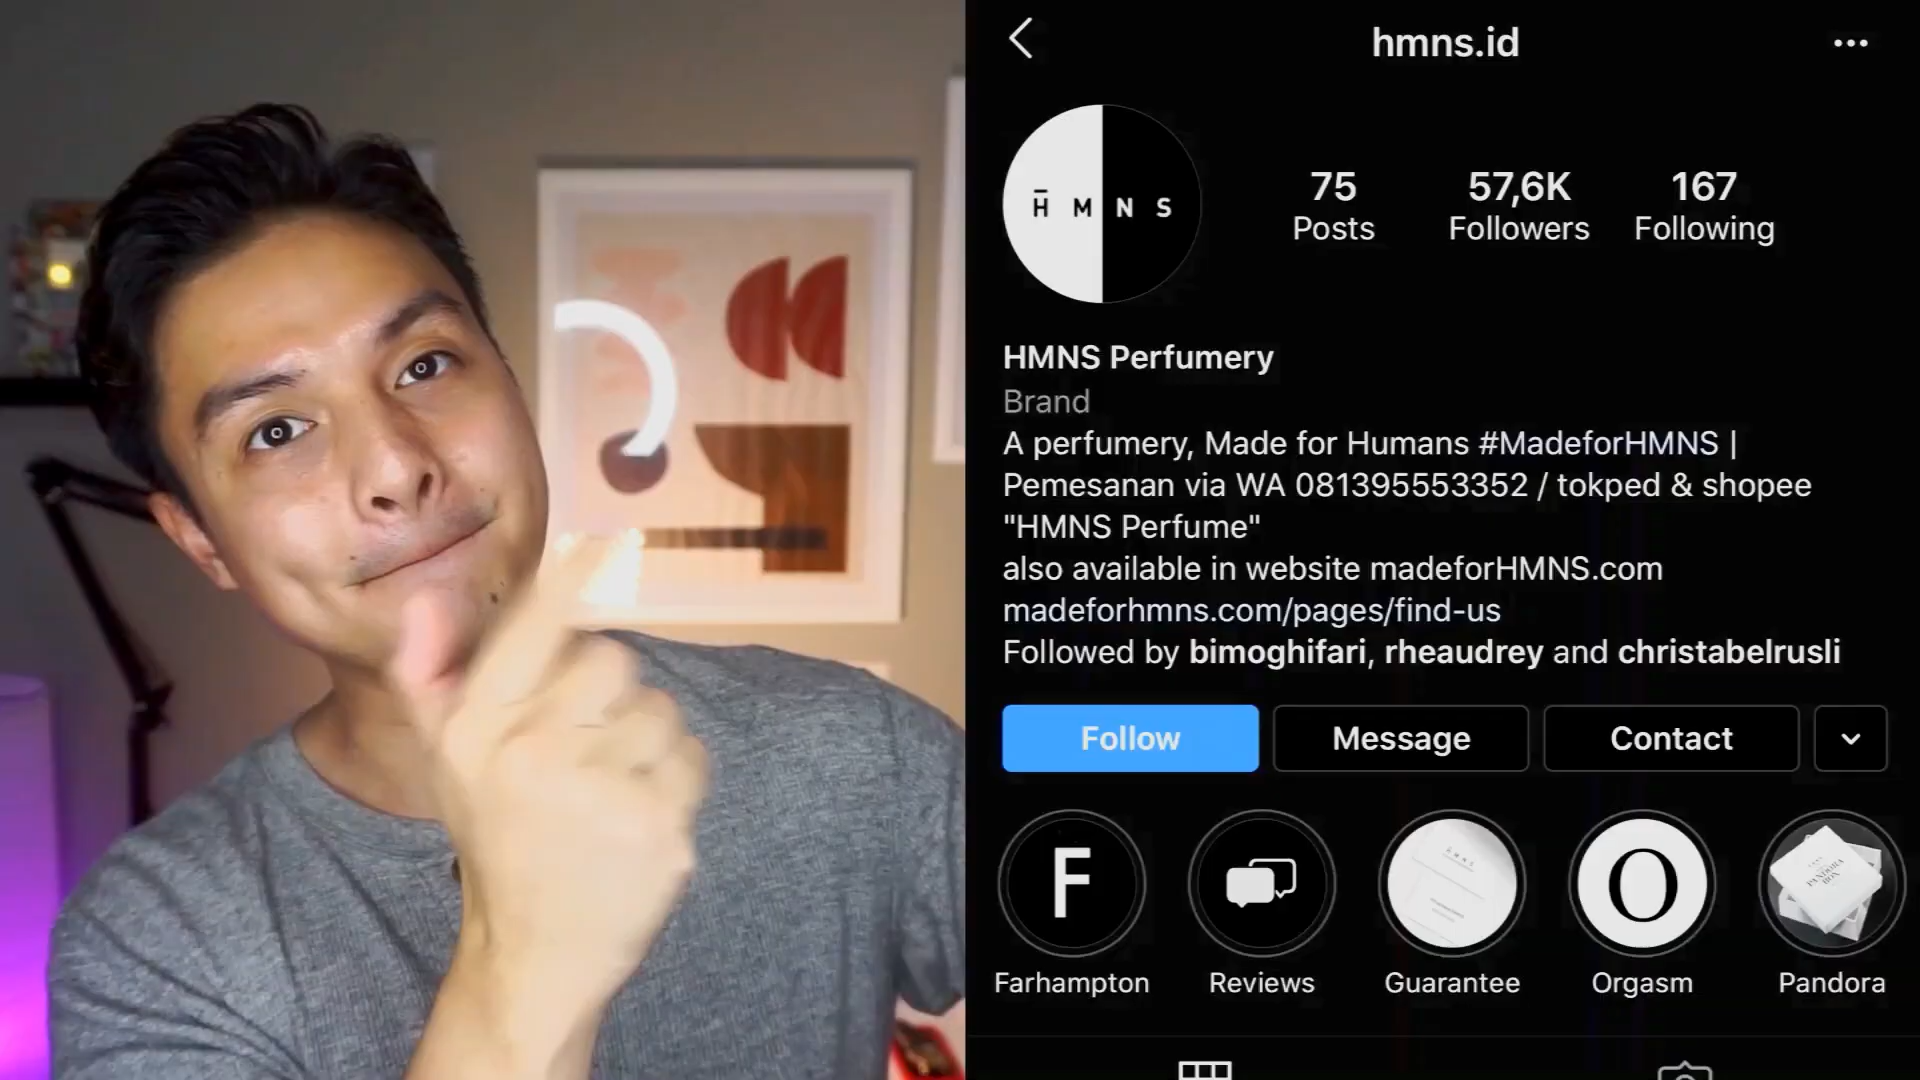 hmns.id
H M N S
75
57,6K
167
Posts
Followers
Following
HMNS Perfumery
Brand
A perfumery, Made for Humans #MadeforHMNS |
Pemesanan via WA 081395553352 / tokped & shopee
"HMNS Perfume"
also available in website madeforHMNS.com
madeforhmns.com/pages/find-us
Followed by bimoghifari, rheaudrey and christabelrusli
Follow
Message
Contact
F
O
PANDORA
BOX
Farhampton
Reviews
Guarantee
Orgasm
Pandora